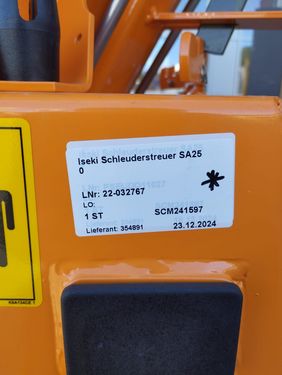 Iseki Schleuderstreuer SA25
0
LNr: 22-032767
LO:
1 ST SCM241597
Lieferant: 354891 23.12.2024